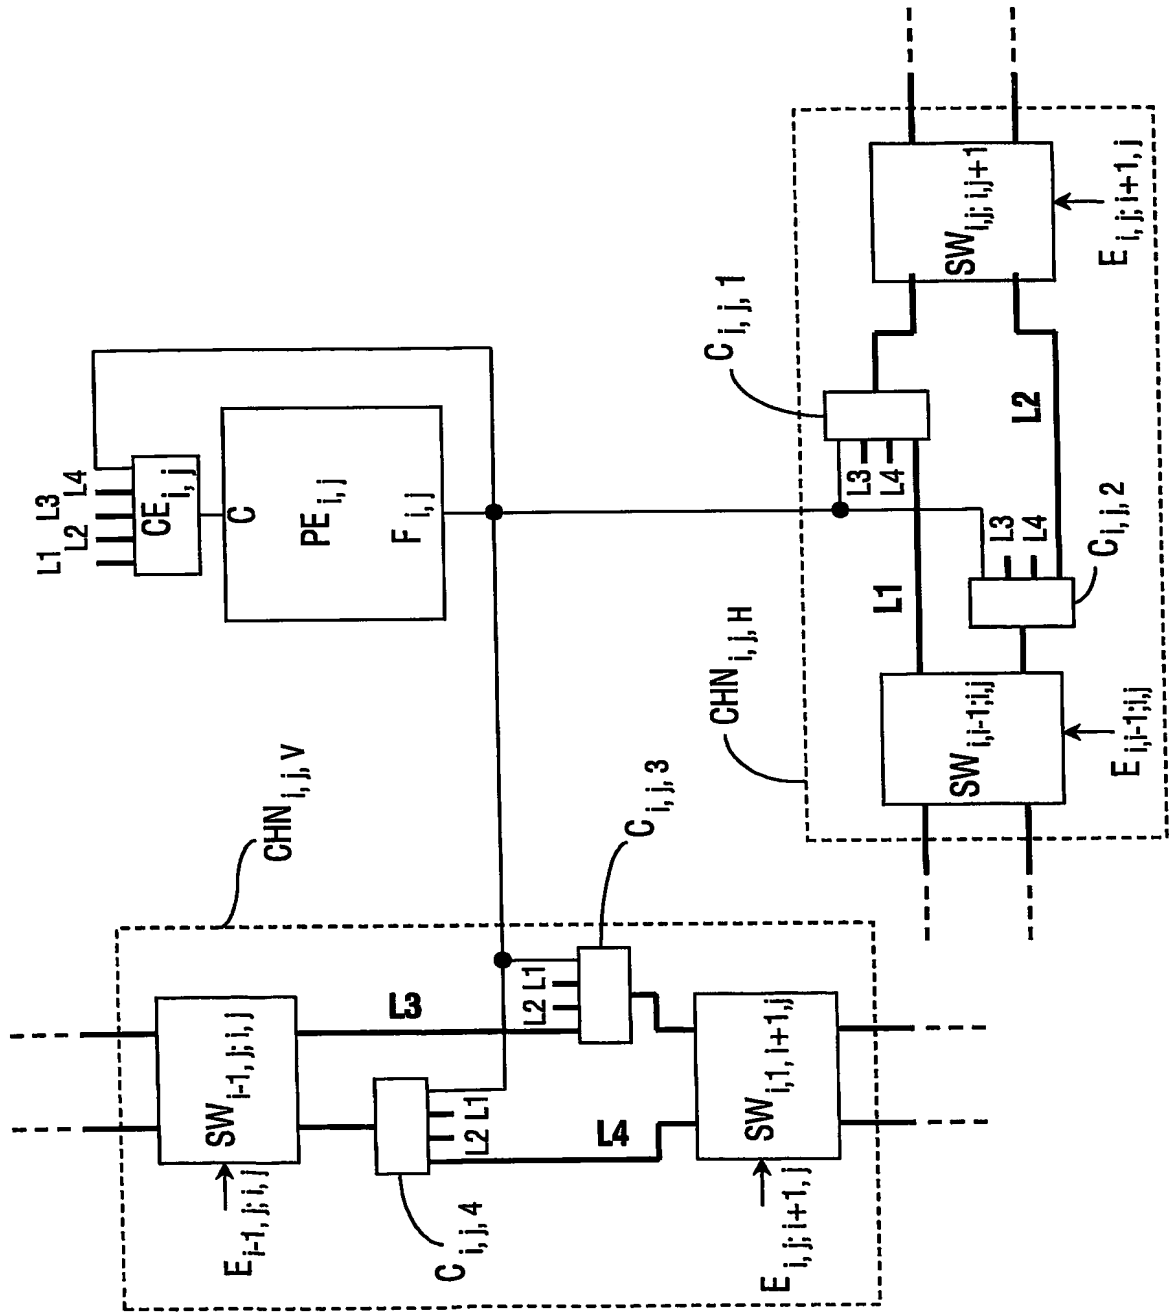 L1
L2
L3
L4
CE i, j
C
PE i, j
F i, j
CHN i, j, V
SW i-1, j; i, j
E i-1, j; i, j
L3
L2
L1
C i, j, 3
L2
L1
L4
C i, j, 4
SW i,1, i+1,j
E i, j; i+1, j
CHN i, j, H
C i, j, 1
L3
L4
L1
SW i,j; i,j+1
E i, j; i+1, j
L2
L3
L4
C i, j, 2
SW i,i-1;i,j
E i,i-1;i,j